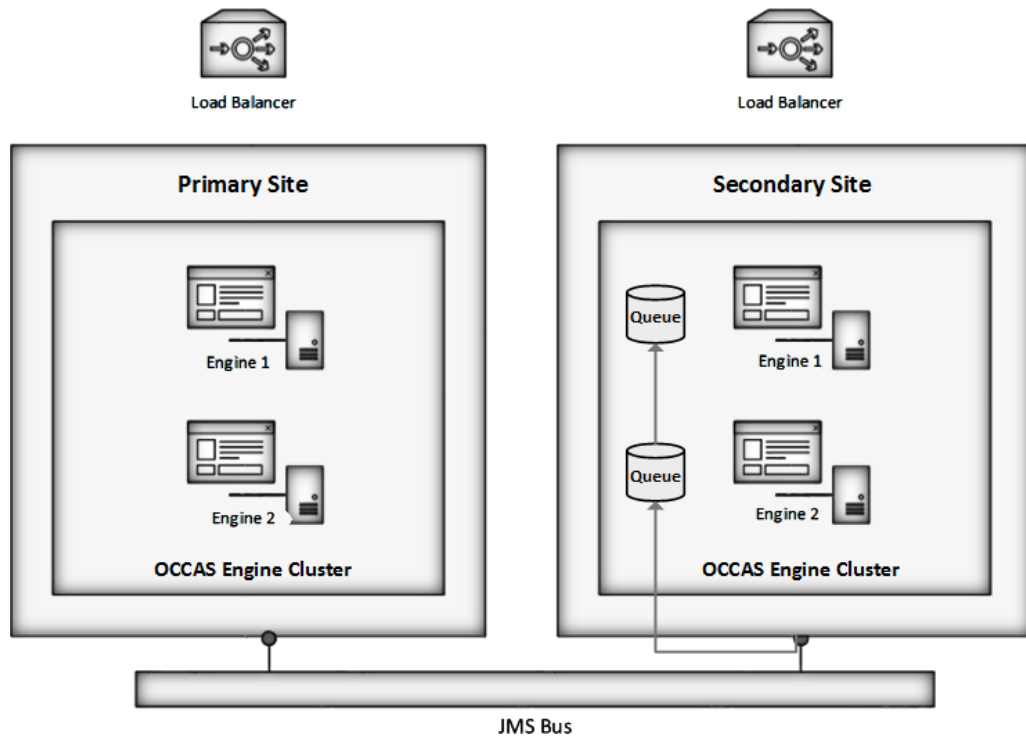 Load Balancer
Load Balancer
Primary Site
Secondary Site
Queue
Engine 1
Engine 1
Queue
Engine 2
Engine 2
OCCAS Engine Cluster
OCCAS Engine Cluster
JMS Bus